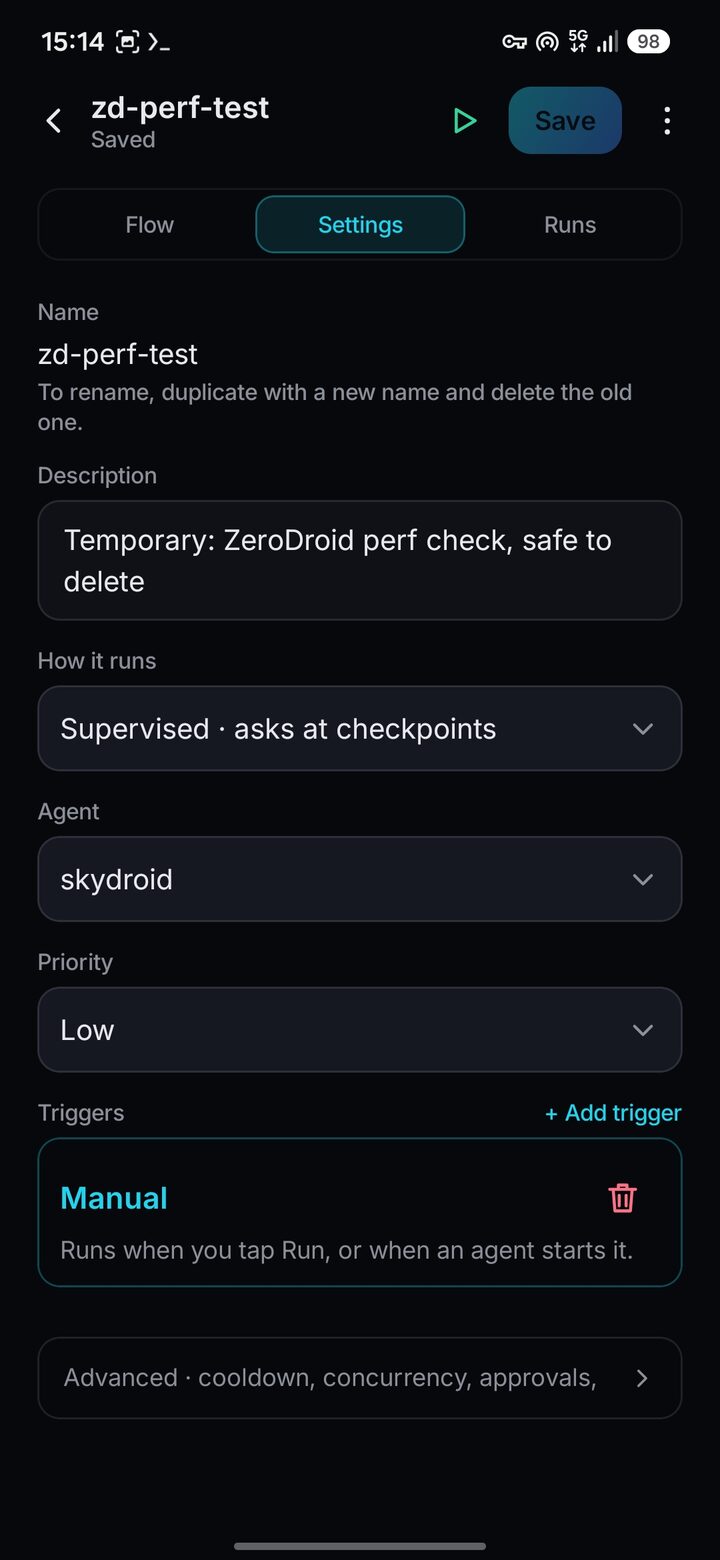 15:14
5G
98
zd-perf-test
Saved
Save
Flow
Settings
Runs
Name
zd-perf-test
To rename, duplicate with a new name and delete the old
one.
Description
Temporary: ZeroDroid perf check, safe to
delete
How it runs
Supervised · asks at checkpoints
Agent
skydroid
Priority
Low
Triggers
+ Add trigger
Manual
Runs when you tap Run, or when an agent starts it.
Advanced · cooldown, concurrency, approvals,